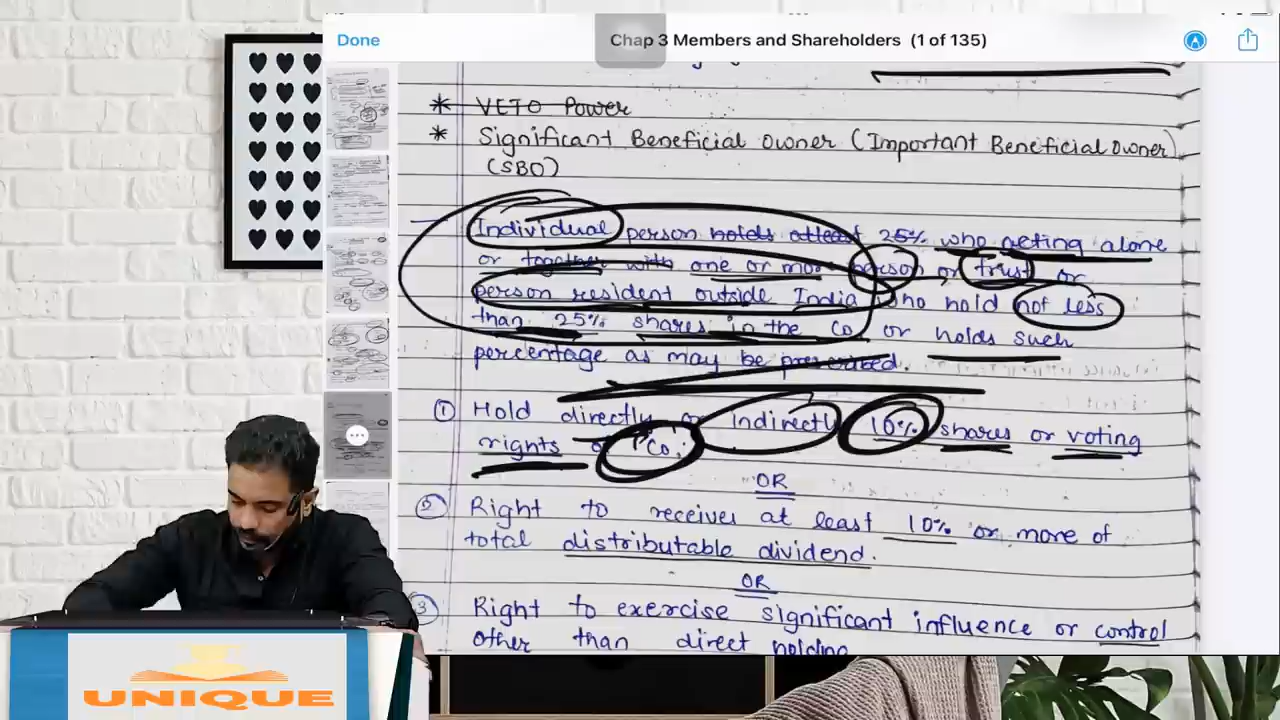 Done
Chap 3 Members and Shareholders (1 of 135)
* VETO Power
* Significant Beneficial Owner (Important Beneficial Owner)
(SBO)
Individual person holds atleast 25% who acting alone
or together with one or more person or trust or
person resident outside India who hold not less
than 25% shares in the Co or holds such
percentage as may be prescribed.
① Hold directly or indirectly 10% shares or voting
rights of Co;
OR
② Right to receives at least 10% or more of
total distributable dividend.
OR
③ Right to exercise significant influence or control
other than direct holding
UNIQUE